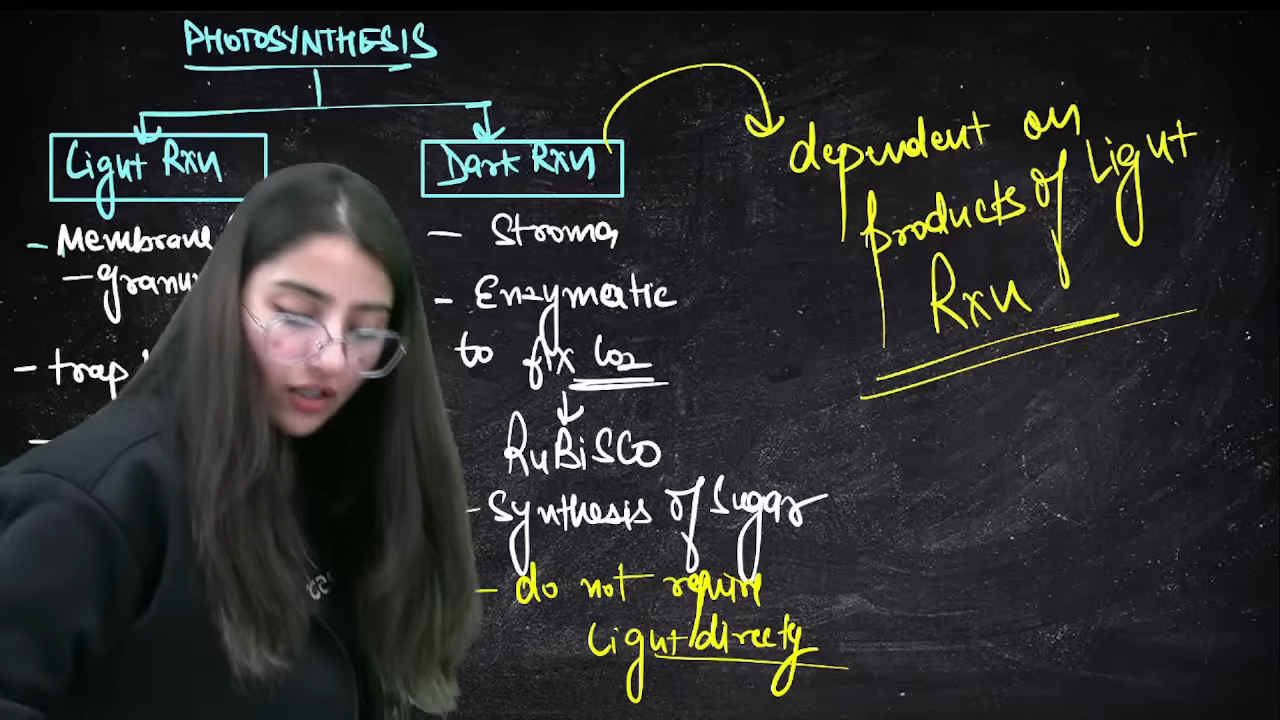 PHOTOSYNTHESIS
Light Rxn
- Membrane
- granu
- trap
Dark Rxn
- Stroma
- Enzymatic
to fix CO2
RuBisCO
- Synthesis of Sugar
- do not require
Light directly
dependent on
products of Light
Rxn